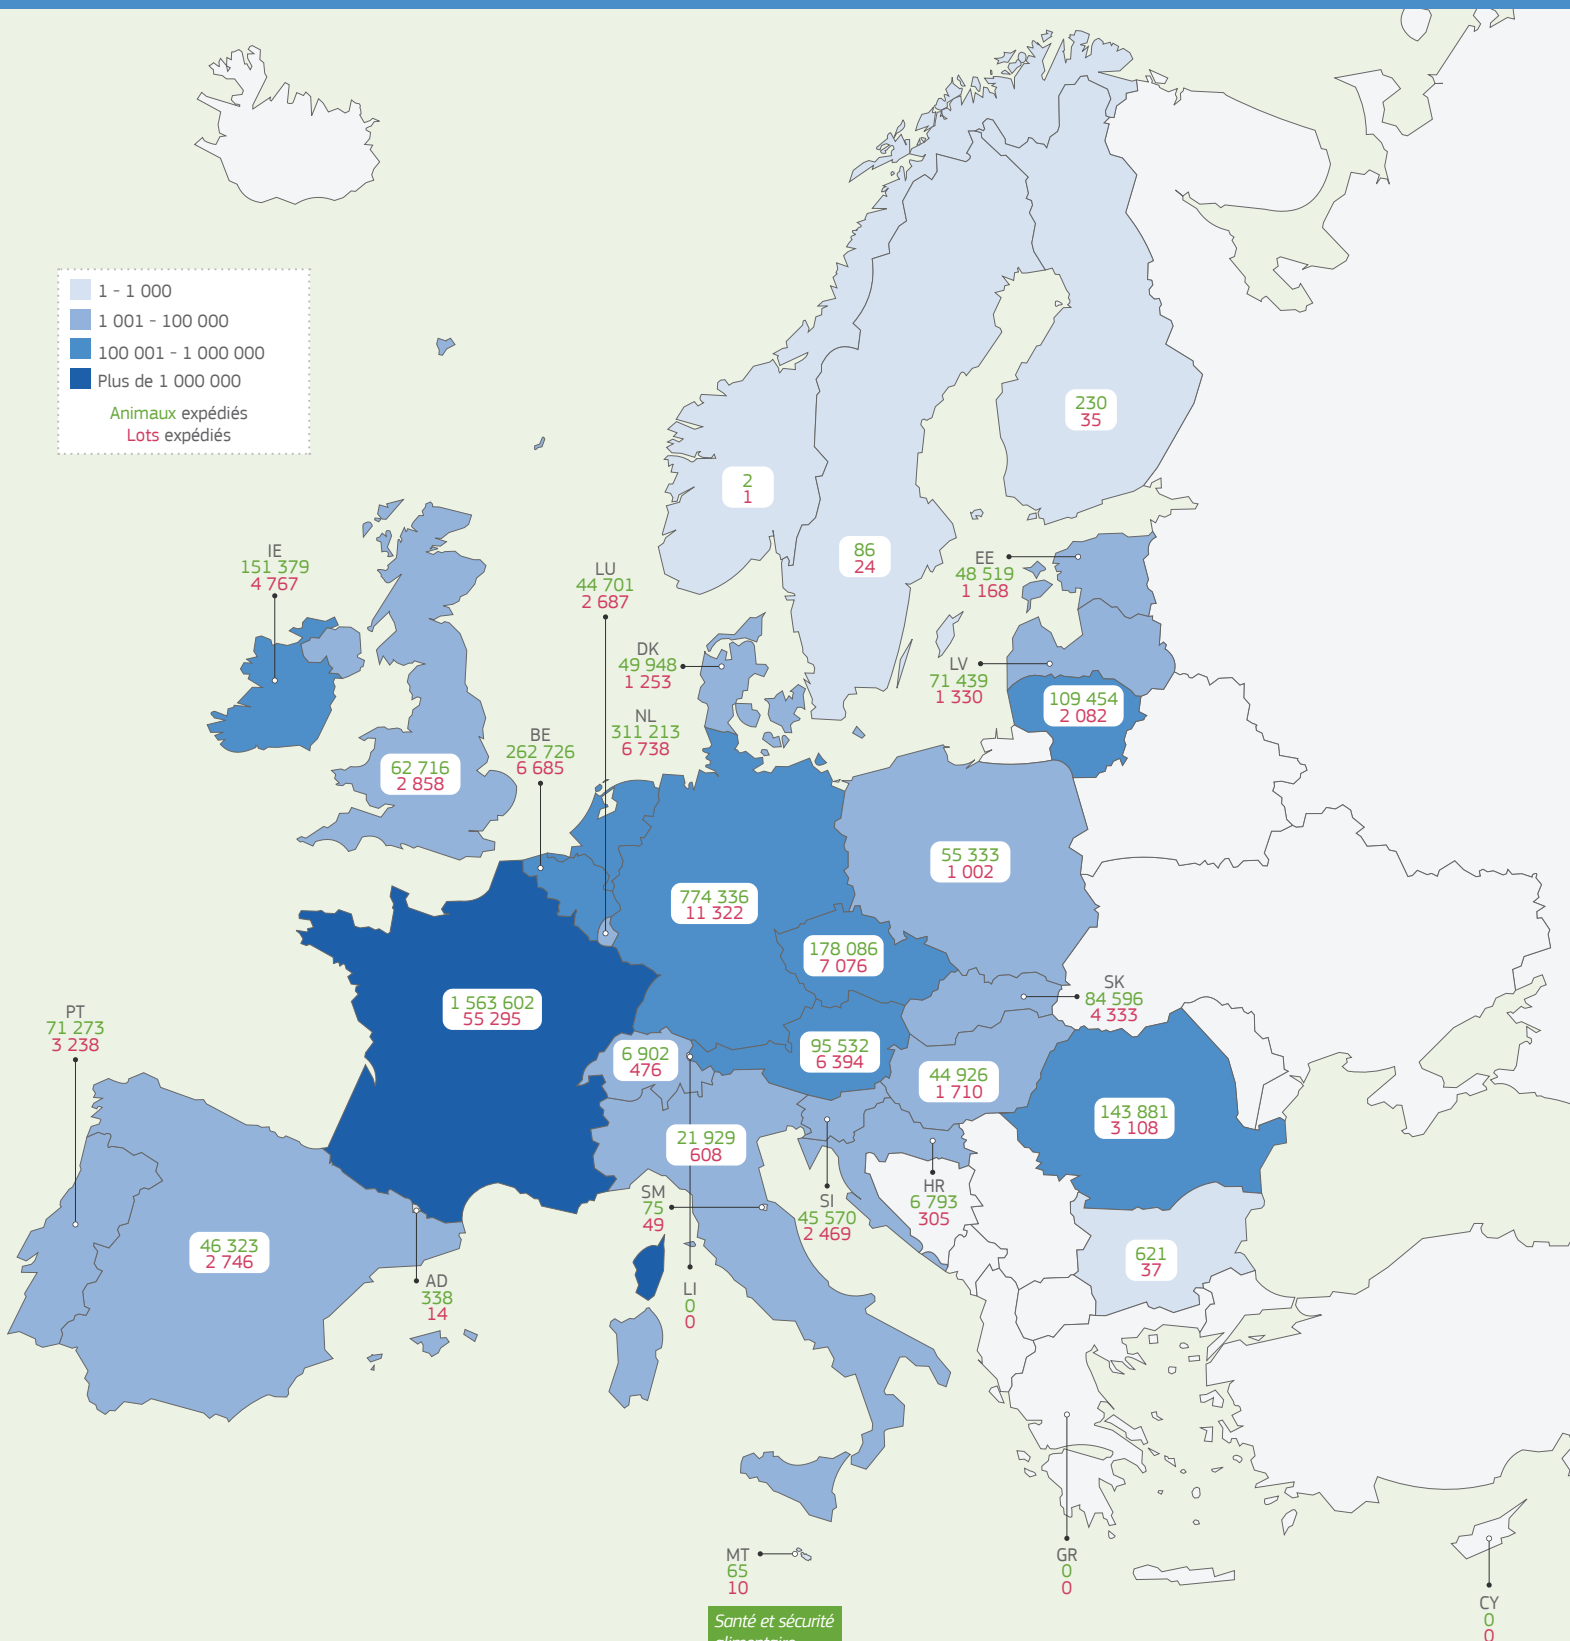 1 - 1 000
1 001 - 100 000
100 001 - 1 000 000
Plus de 1 000 000
Animaux expédiés
Lots expédiés
230
35
2
1
86
24
IE
151 379
4 767
LU
44 701
2 687
EE
48 519
1 168
DK
49 948
1 253
LV
71 439
1 330
109 454
2 082
NL
311 213
6 738
BE
262 726
6 685
62 716
2 858
55 333
1 002
774 336
11 322
178 086
7 076
SK
84 596
4 333
1 563 602
55 295
PT
71 273
3 238
6 902
476
95 532
6 394
44 926
1 710
143 881
3 108
21 929
608
SM
75
49
SI
45 570
2 469
HR
6 793
305
46 323
2 746
621
37
AD
338
14
LI
0
0
MT
65
10
GR
0
0
CY
0
0
Santé et sécurité
alimentaire